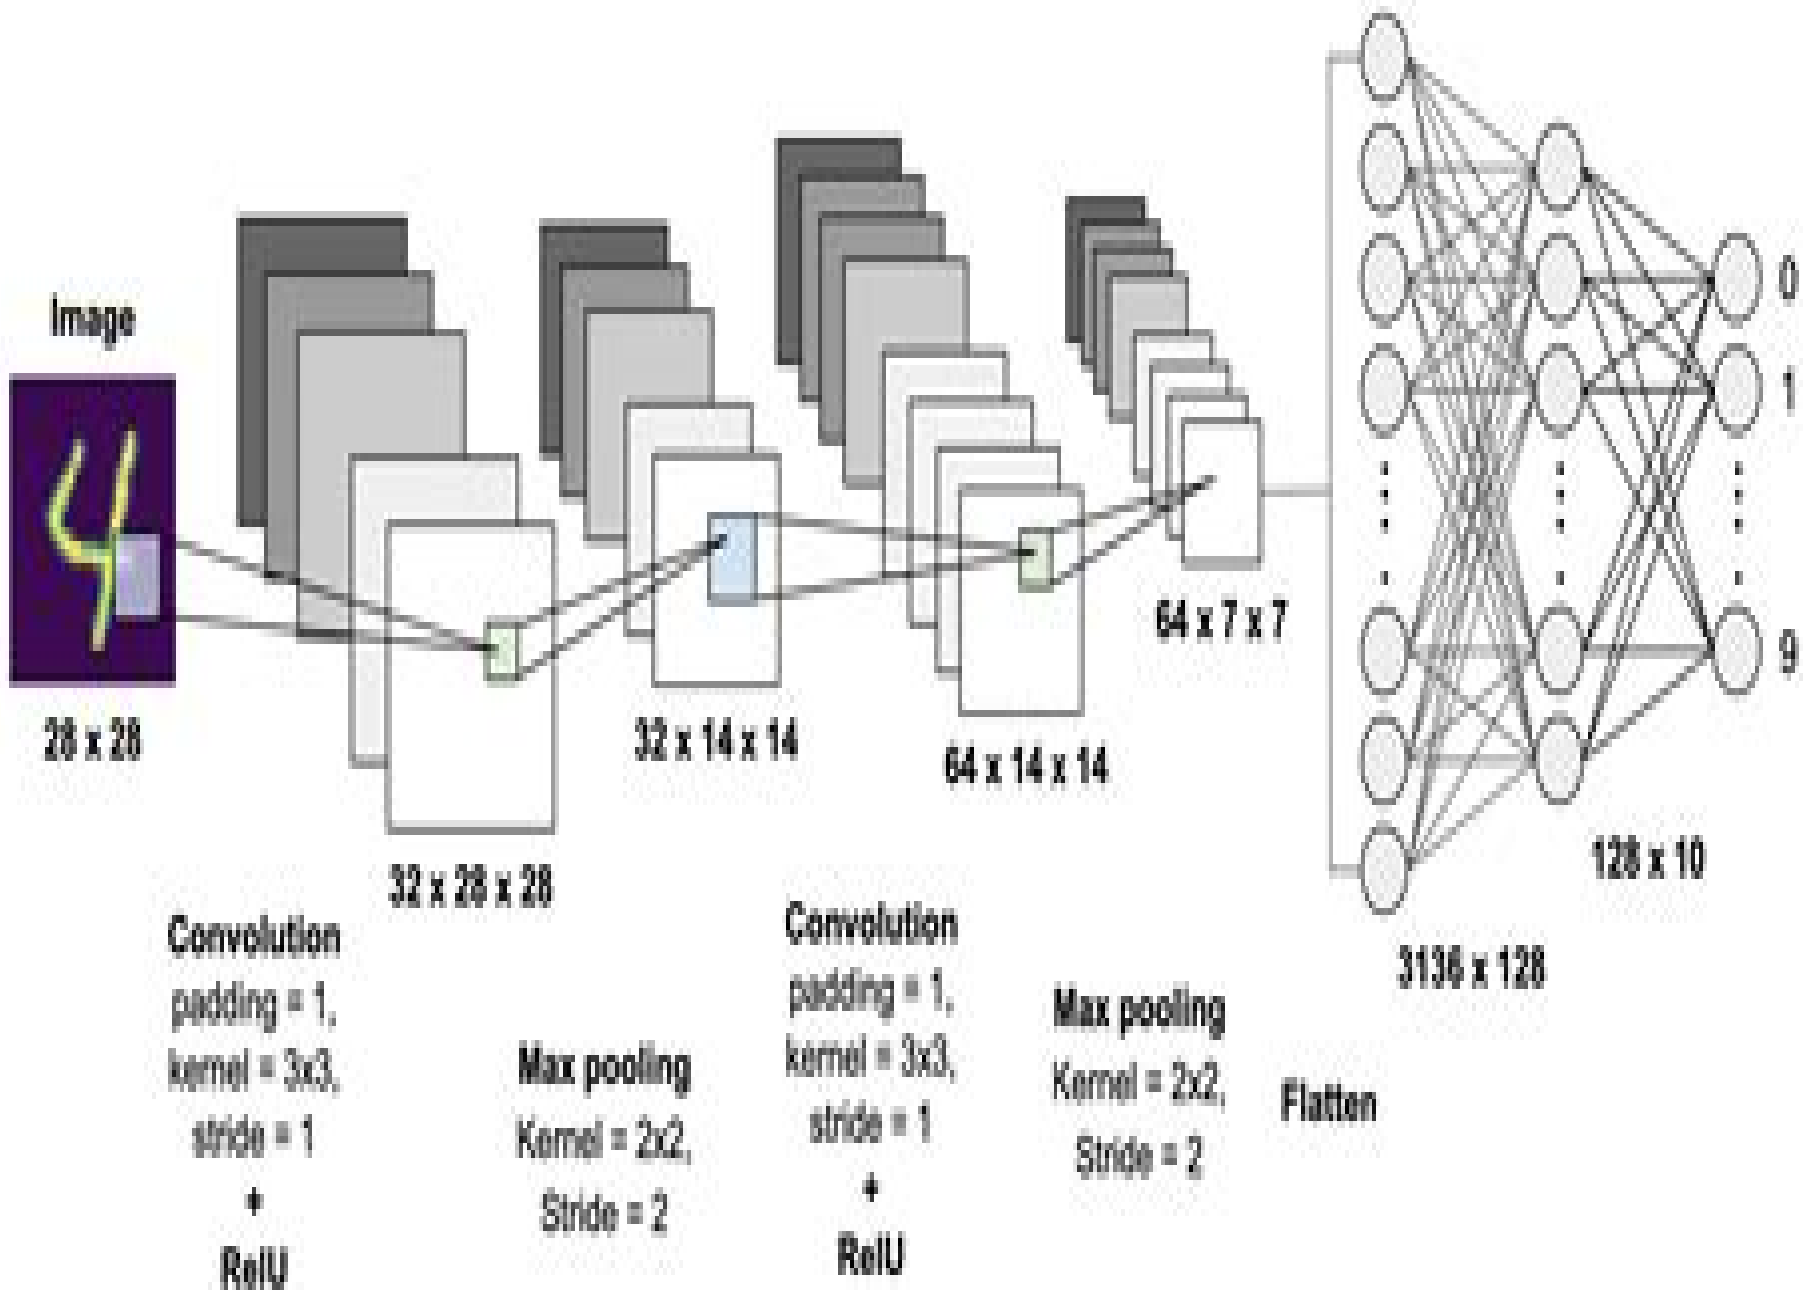 Image
28 x 28
32 x 28 x 28
Convolution
padding = 1,
kernel = 3x3,
stride = 1
+
RelU
32 x 14 x 14
Max pooling
Kernel = 2x2,
Stride = 2
64 x 14 x 14
Convolution
padding = 1,
kernel = 3x3,
stride = 1
+
RelU
64 x 7 x 7
Max pooling
Kernel = 2x2,
Stride = 2
Flatten
3136 x 128
128 x 10
0
1
9
4